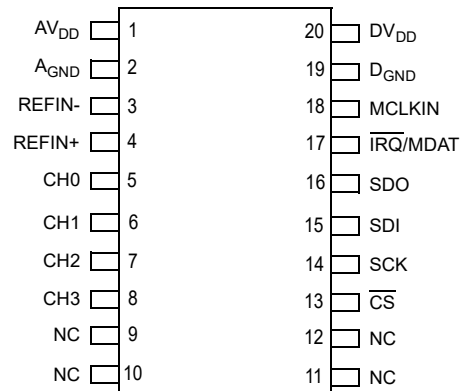 AVDD 1 20 DVDD
AGND 2 19 DGND
REFIN- 3 18 MCLKIN
REFIN+ 4 17 IRQ/MDAT
CH0 5 16 SDO
CH1 6 15 SDI
CH2 7 14 SCK
CH3 8 13 CS
NC 9 12 NC
NC 10 11 NC